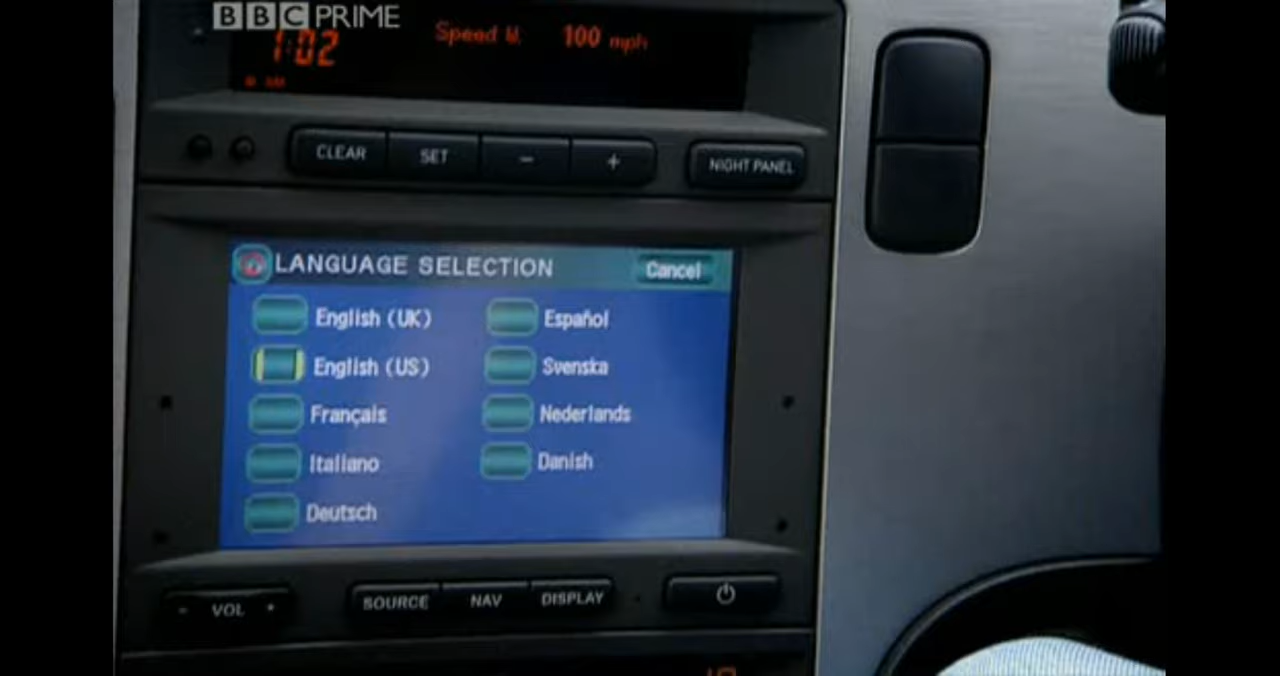 BBC PRIME
1:02 Speed W. 100 mph
CLEAR SET - + NIGHT PANEL
LANGUAGE SELECTION Cancel
English (UK) Español
English (US) Svenska
Français Nederlands
Italiano Danish
Deutsch
- VOL + SOURCE NAV DISPLAY